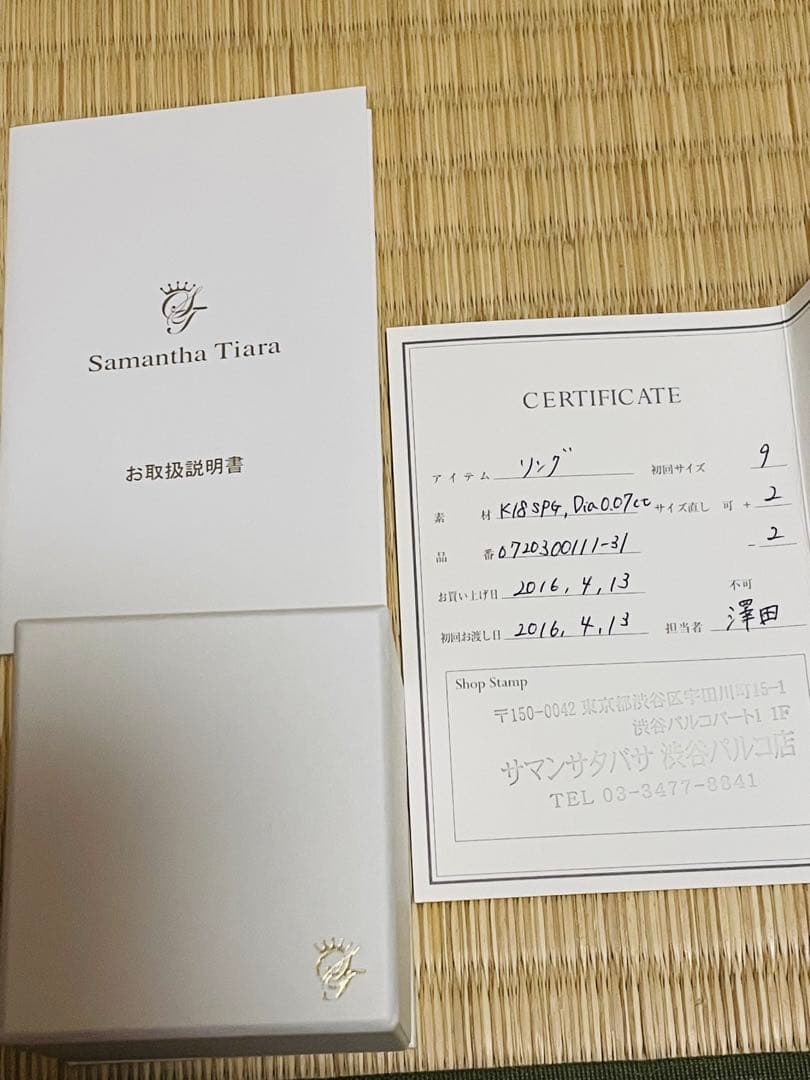 Samantha Tiara
お取扱説明書
CERTIFICATE
アイテム リング 初回サイズ 9
素材 K18SPG, Dia0.07ct サイズ直し 可 + 2
品番 0720300111-31 - 2
お買い上げ日 2016. 4. 13 不可
初回お渡し日 2016. 4. 13 担当者 澤田
Shop Stamp
〒150-0042 東京都渋谷区宇田川町15-1
渋谷パルコパート1 1F
サマンサタバサ 渋谷パルコ店
TEL 03-3477-8841